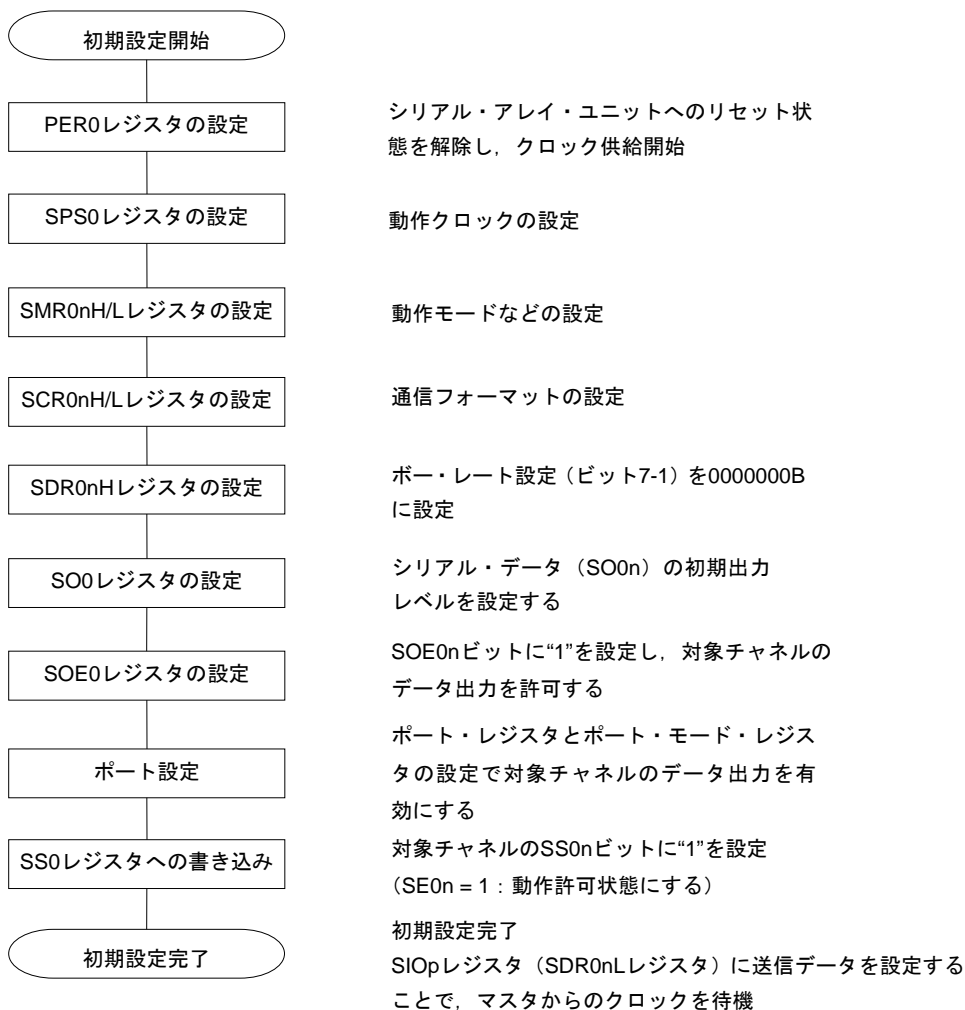 初期設定開始
PER0レジスタの設定
シリアル・アレイ・ユニットへのリセット状
態を解除し，クロック供給開始
SPS0レジスタの設定
動作クロックの設定
SMR0nH/Lレジスタの設定
動作モードなどの設定
SCR0nH/Lレジスタの設定
通信フォーマットの設定
SDR0nHレジスタの設定
ボー・レート設定（ビット7-1）を0000000B
に設定
SO0レジスタの設定
シリアル・データ（SO0n）の初期出力
レベルを設定する
SOE0レジスタの設定
SOE0nビットに“1”を設定し，対象チャネルの
データ出力を許可する
ポート設定
ポート・レジスタとポート・モード・レジス
タの設定で対象チャネルのデータ出力を有
効にする
SS0レジスタへの書き込み
対象チャネルのSS0nビットに“1”を設定
（SE0n = 1：動作許可状態にする）
初期設定完了
初期設定完了
SIOpレジスタ（SDR0nLレジスタ）に送信データを設定する
ことで，マスタからのクロックを待機